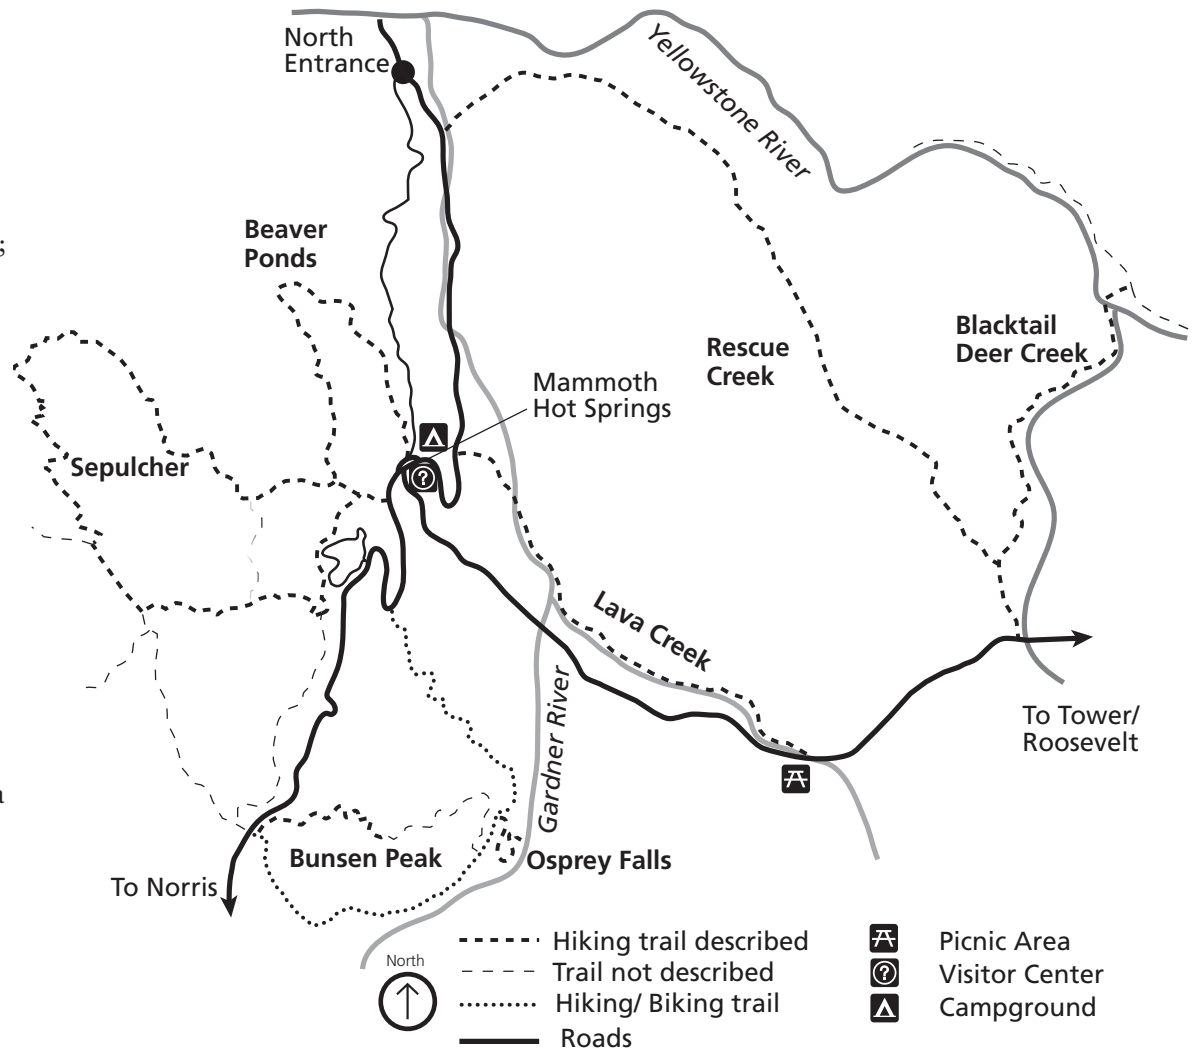 North
Entrance
Yellowstone River
Beaver
Ponds
;
Blacktail
Deer Creek
Rescue
Creek
Mammoth
Hot Springs
Sepulcher
?
Lava Creek
Gardner River
To Tower/
Roosevelt
a
Bunsen Peak
Osprey Falls
To Norris
Hiking trail described
Trail not described
Hiking/ Biking trail
Roads
North
Picnic Area
? Visitor Center
Campground